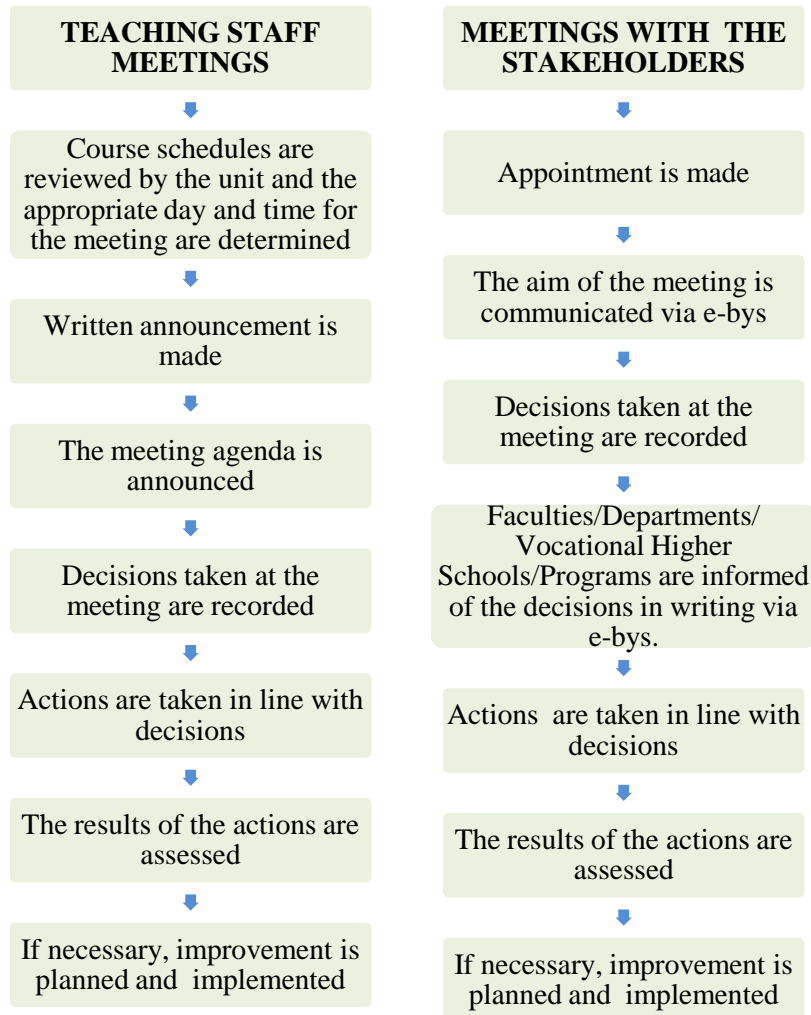 TEACHING STAFF
MEETINGS
Course schedules are
reviewed by the unit and the
appropriate day and time for
the meeting are determined
Written announcement is
made
The meeting agenda is
announced
Decisions taken at the
meeting are recorded
Actions are taken in line with
decisions
The results of the actions are
assessed
If necessary, improvement is
planned and implemented
MEETINGS WITH THE
STAKEHOLDERS
Appointment is made
The aim of the meeting is
communicated via e-bys
Decisions taken at the
meeting are recorded
Faculties/Departments/
Vocational Higher
Schools/Programs are informed
of the decisions in writing via
e-bys.
Actions are taken in line with
decisions
The results of the actions are
assessed
If necessary, improvement is
planned and implemented